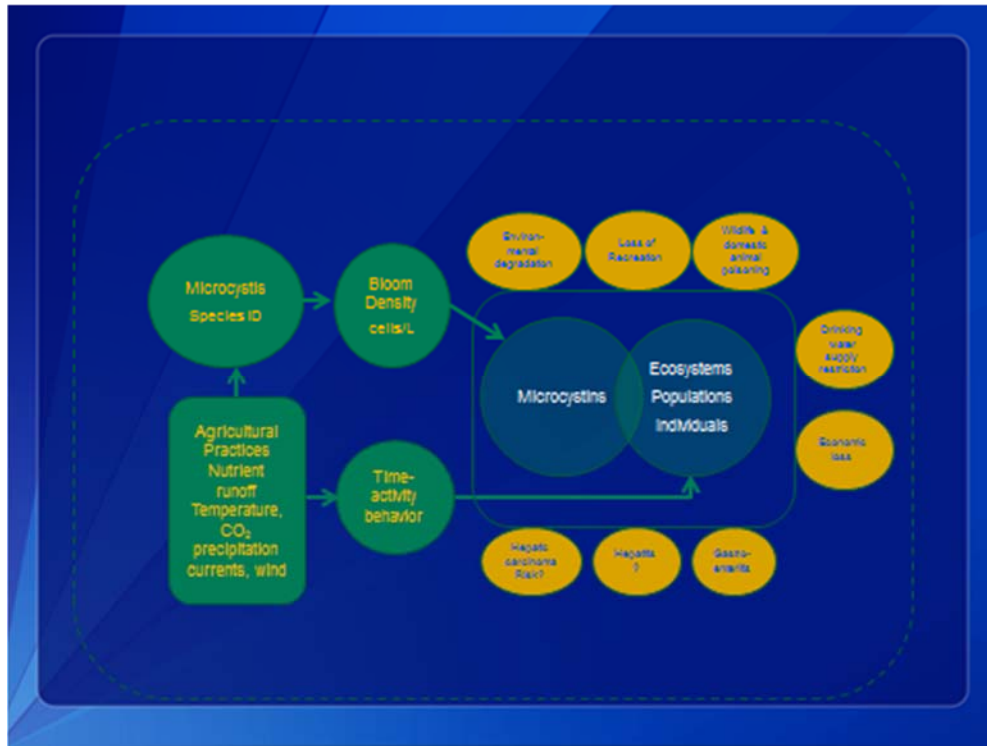 Environ-
mental
degradation
Loss of
Recreation
Wildlife &
domestic
animal
poisoning
Microcystis
Species ID
Bloom
Density
cells/L
Drinking
water
supply
restriction
Microcystins
Ecosystems
Populations
Individuals
Agricultural
Practices
Nutrient
runoff
Temperature,
CO₂
precipitation
currents, wind
Time-
activity
behavior
Economic
loss
Hepatic
carcinoma
Risk?
Hepatitis
?
Gastro-
enteritis